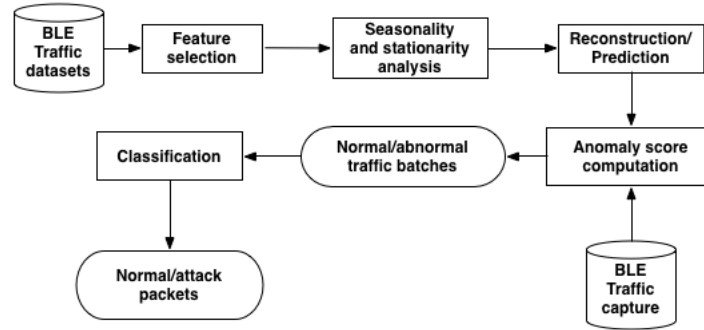 BLE
Traffic
datasets
Feature
selection
Seasonality
and stationarity
analysis
Reconstruction/
Prediction
Classification
Normal/abnormal
traffic batches
Anomaly score
computation
Normal/attack
packets
BLE
Traffic
capture